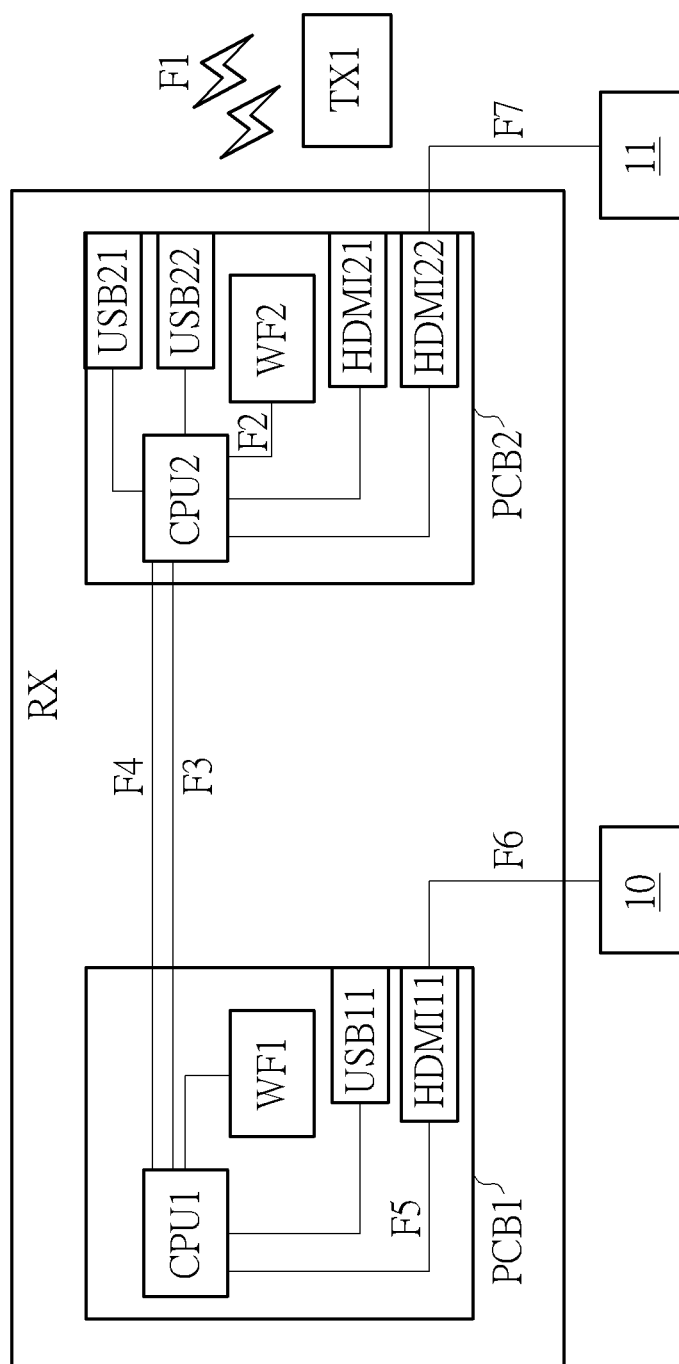 RX
F4
F3
PCB1
CPU1
WF1
USB11
HDMI11
F5
F6
10
PCB2
CPU2
USB21
USB22
F2
WF2
HDMI21
HDMI22
F1
TX1
F7
11